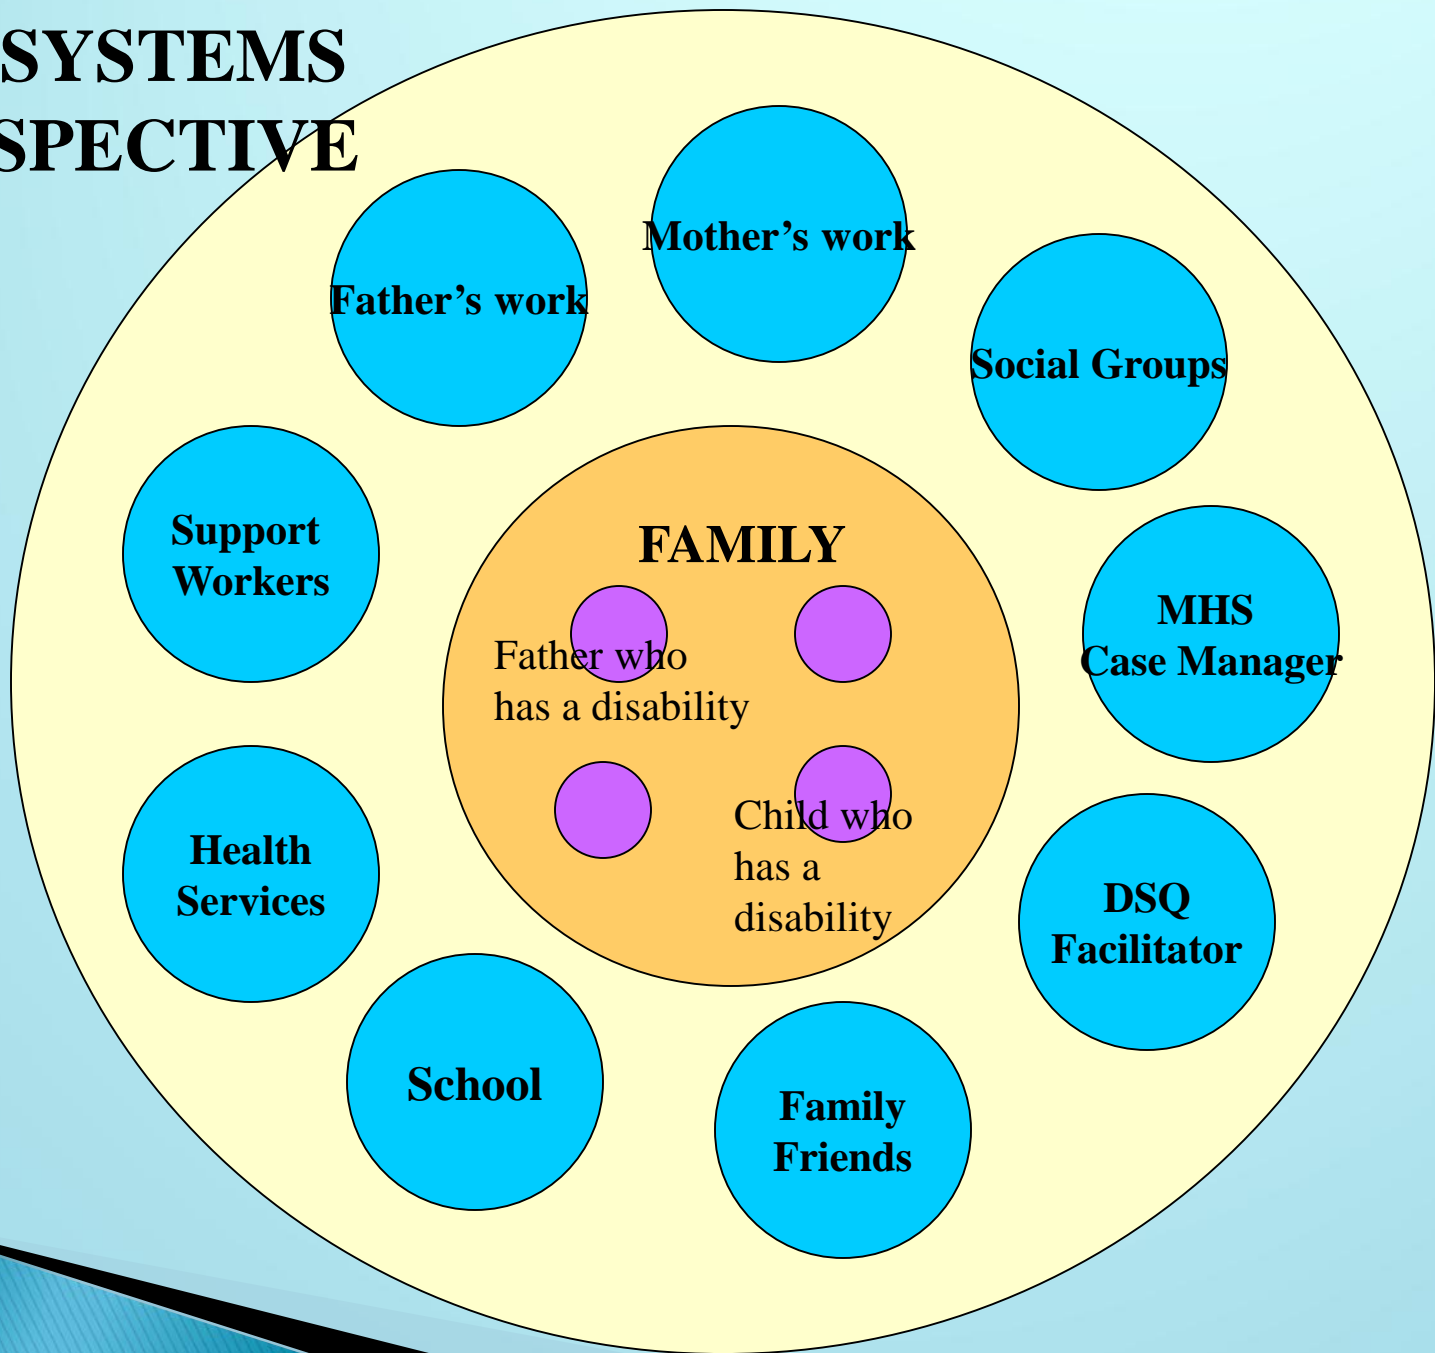 SYSTEMS
SPECTIVE
Mother’s work
Father’s work
Social Groups
Support
Workers
FAMILY
MHS
Case Manager
Father who
has a disability
Child who
has a
disability
Health
Services
DSQ
Facilitator
School
Family
Friends